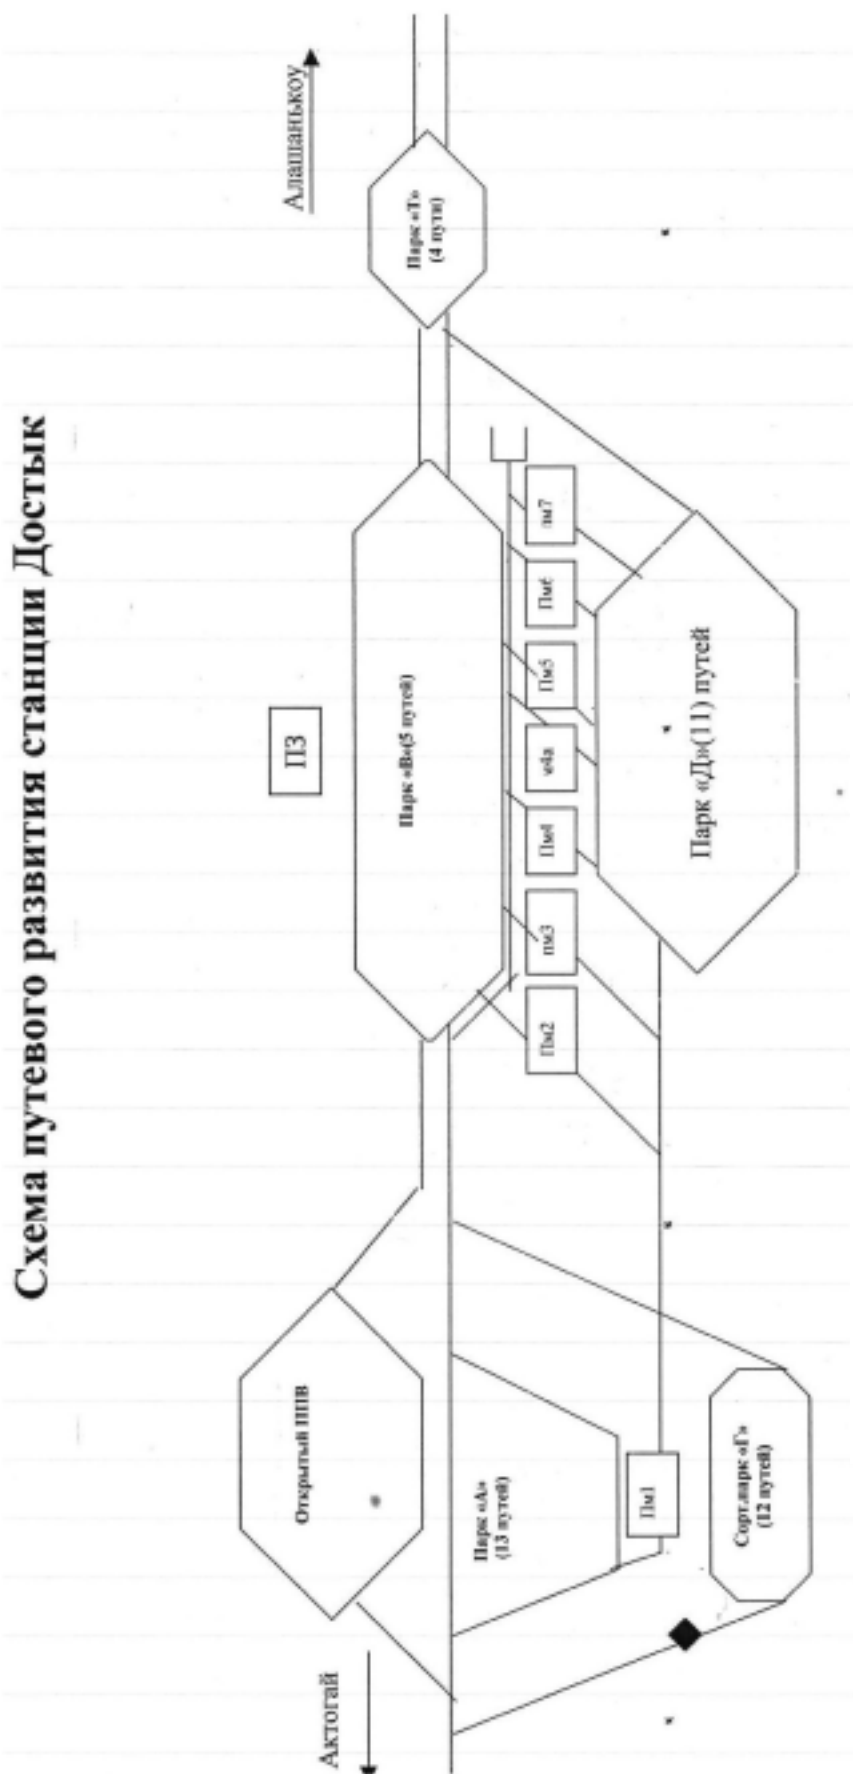 Схема путевого развития станции Достык
Актогай
Алашанькоу
Открытый ППВ
ПЗ
Парк «В»(5 путей)
Парк «Т»
(4 пути)
Парк «А»
(13 путей)
Пм1
Пм2
пм3
Пм4
м4а
Пм5
Пм6
пм7
Сорт.парк «Г»
(12 путей)
Парк «Д»(11) путей